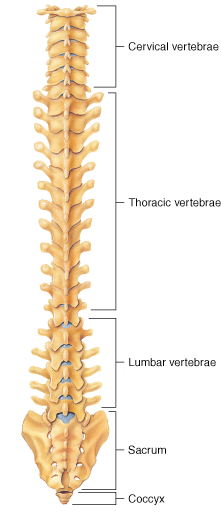 Cervical vertebrae
Thoracic vertebrae
Lumbar vertebrae
Sacrum
Coccyx